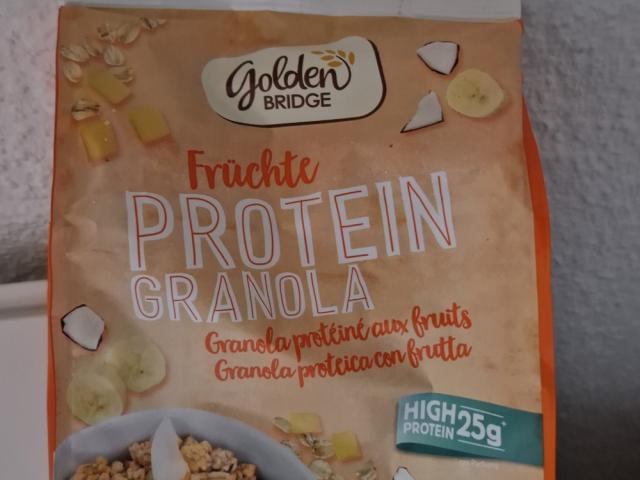 Golden
BRIDGE
Früchte
PROTEIN
GRANOLA
Granola protéiné aux fruits
Granola proteica con frutta
HIGH PROTEIN 25g*